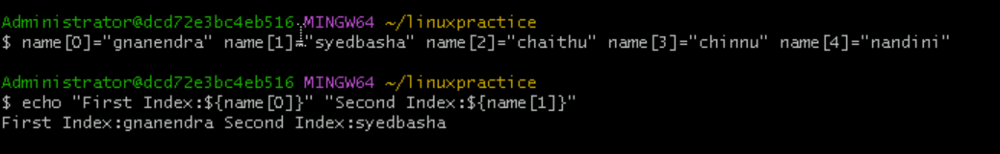 Administrator@dcd72e3bc4eb516 MINGW64 ~/linuxpractice
$ name[0]="gnanendra" name[1]="syedbasha" name[2]="chaithu" name[3]="chinnu" name[4]="nandini"
Administrator@dcd72e3bc4eb516 MINGW64 ~/linuxpractice
$ echo "First Index:${name[0]}" "Second Index:${name[1]}"
First Index:gnanendra Second Index:syedbasha